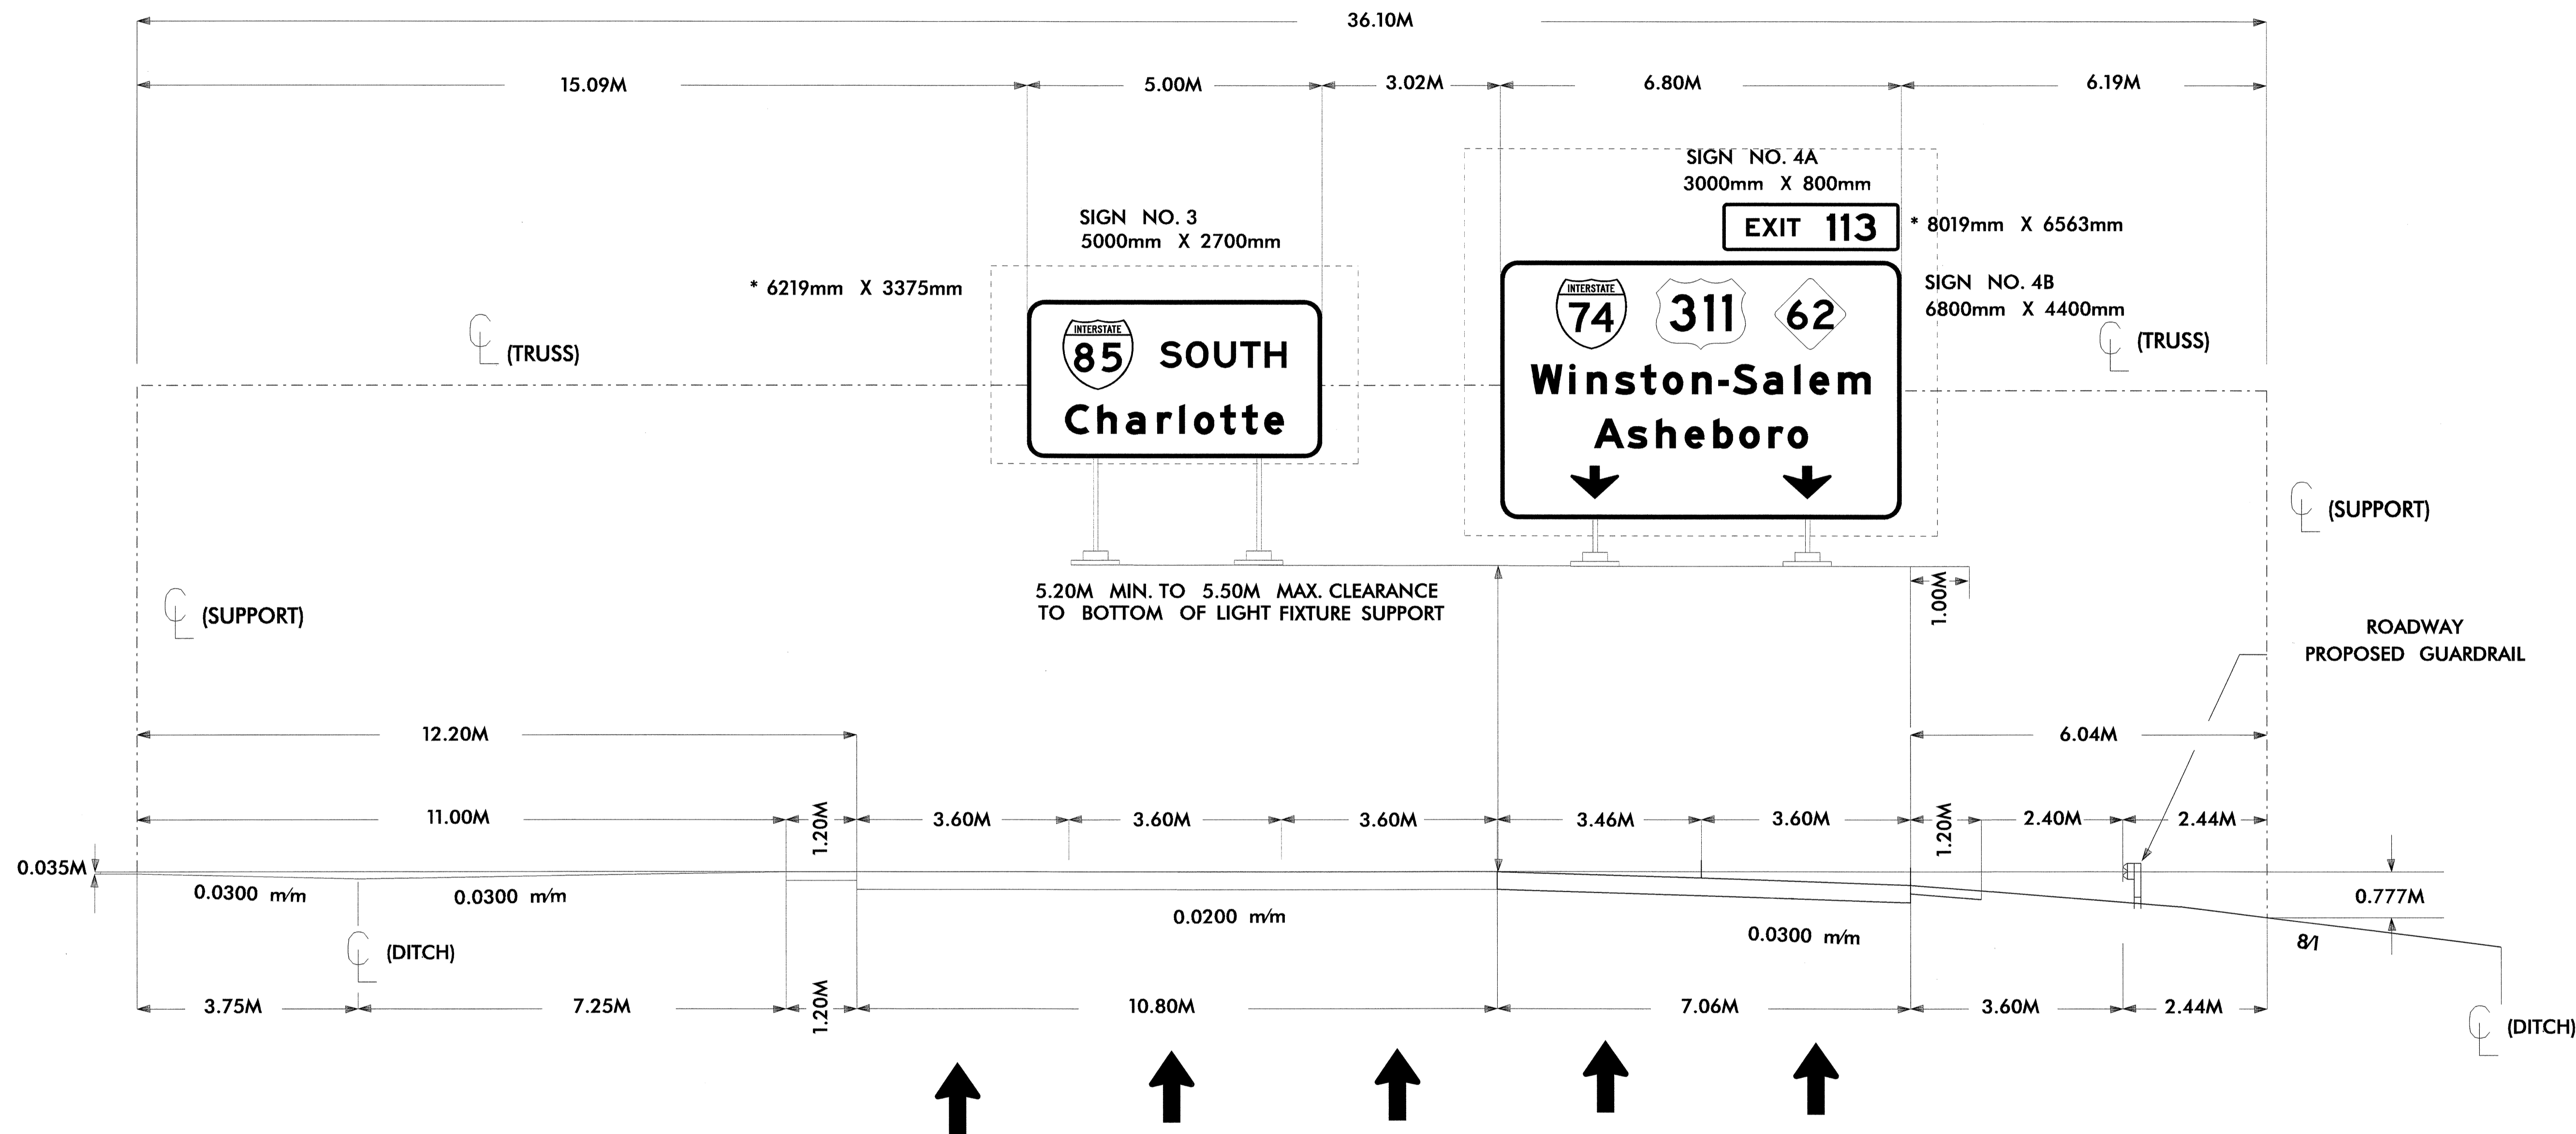 36.10M
15.09M
5.00M
3.02M
6.80M
6.19M
SIGN NO. 4A
3000mm X 800mm
SIGN NO. 3
5000mm X 2700mm
EXIT 113
* 8019mm X 6563mm
* 6219mm X 3375mm
SIGN NO. 4B
6800mm X 4400mm
INTERSTATE
85 SOUTH
Charlotte
INTERSTATE
74 311 62
Winston-Salem
Asheboro
CL (TRUSS)
CL (TRUSS)
CL (SUPPORT)
CL (SUPPORT)
5.20M MIN. TO 5.50M MAX. CLEARANCE
TO BOTTOM OF LIGHT FIXTURE SUPPORT
1.00M
ROADWAY
PROPOSED GUARDRAIL
12.20M
6.04M
11.00M
1.20M
3.60M
3.60M
3.60M
3.46M
3.60M
1.20M
2.40M
2.44M
0.035M
0.0300 m/m
0.0300 m/m
0.0200 m/m
0.0300 m/m
0.777M
8/1
CL (DITCH)
3.75M
7.25M
1.20M
10.80M
7.06M
3.60M
2.44M
CL (DITCH)